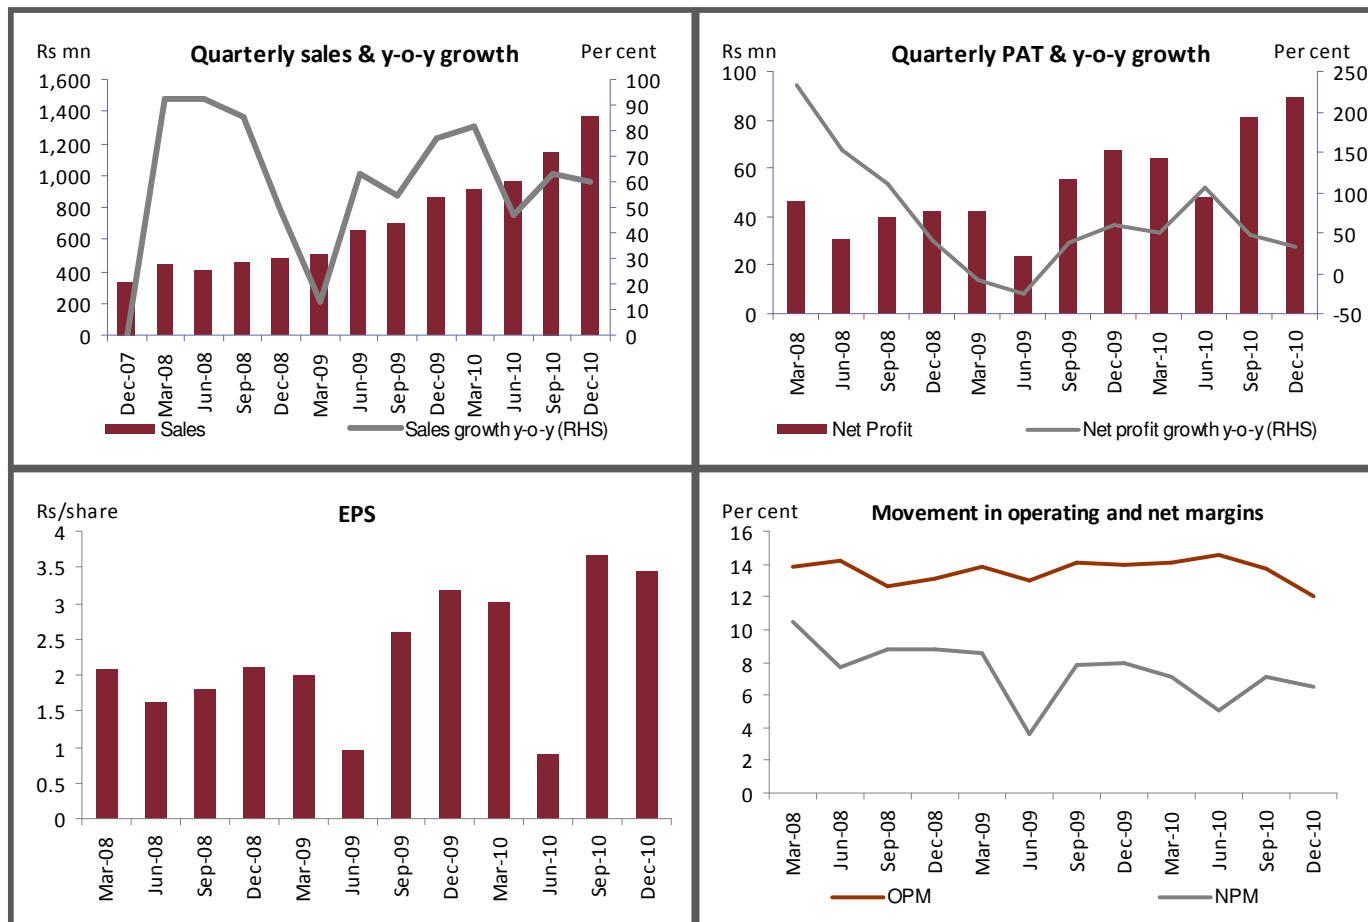 Quarterly sales & y-o-y growth
Rs mn
Per cent
1,600
1,400
1,200
1,000
800
600
400
200
0
100
90
80
70
60
50
40
30
20
10
0
Dec-07
Mar-08
Jun-08
Sep-08
Dec-08
Mar-09
Jun-09
Sep-09
Dec-09
Mar-10
Jun-10
Sep-10
Dec-10
Sales
Sales growth y-o-y (RHS)
Quarterly PAT & y-o-y growth
Rs mn
Per cent
100
80
60
40
20
0
250
200
150
100
50
0
-50
Mar-08
Jun-08
Sep-08
Dec-08
Mar-09
Jun-09
Sep-09
Dec-09
Mar-10
Jun-10
Sep-10
Dec-10
Net Profit
Net profit growth y-o-y (RHS)
EPS
Rs/share
4
3.5
3
2.5
2
1.5
1
0.5
0
Mar-08
Jun-08
Sep-08
Dec-08
Mar-09
Jun-09
Sep-09
Dec-09
Mar-10
Jun-10
Sep-10
Dec-10
Movement in operating and net margins
Per cent
16
14
12
10
8
6
4
2
0
Mar-08
Jun-08
Sep-08
Dec-08
Mar-09
Jun-09
Sep-09
Dec-09
Mar-10
Jun-10
Sep-10
Dec-10
OPM
NPM